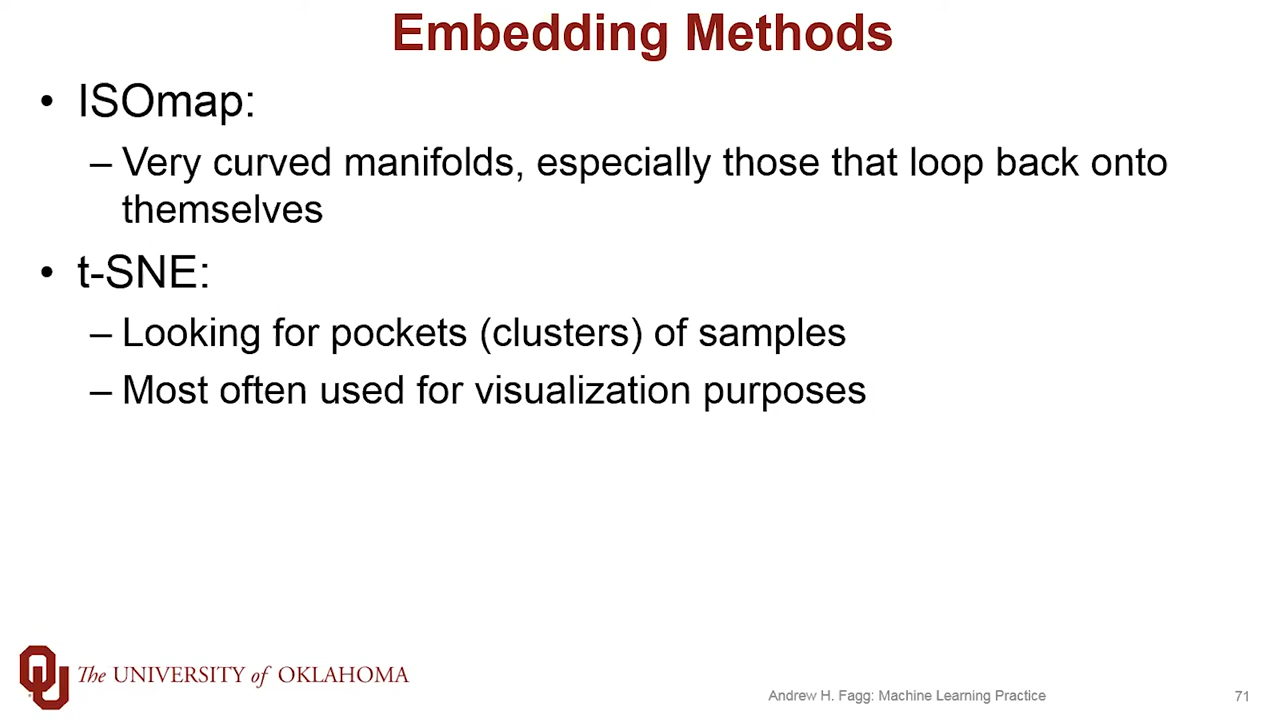 Embedding Methods
• ISOmap:
– Very curved manifolds, especially those that loop back onto
themselves
• t-SNE:
– Looking for pockets (clusters) of samples
– Most often used for visualization purposes
The UNIVERSITY of OKLAHOMA
Andrew H. Fagg: Machine Learning Practice
71